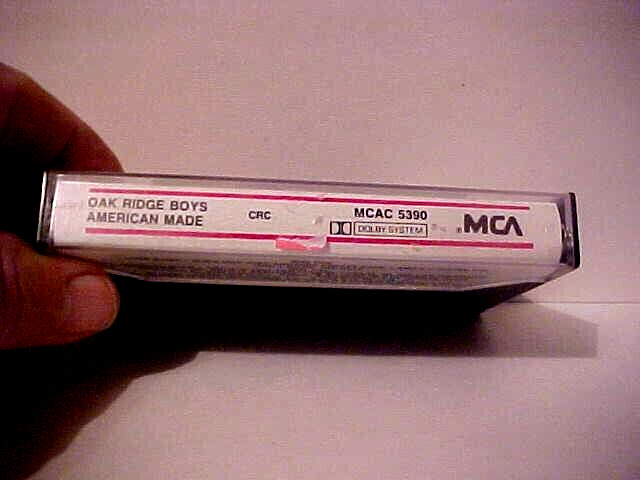 OAK RIDGE BOYS
AMERICAN MADE
CRC
MCAC 5390
DOLBY SYSTEM
MCA